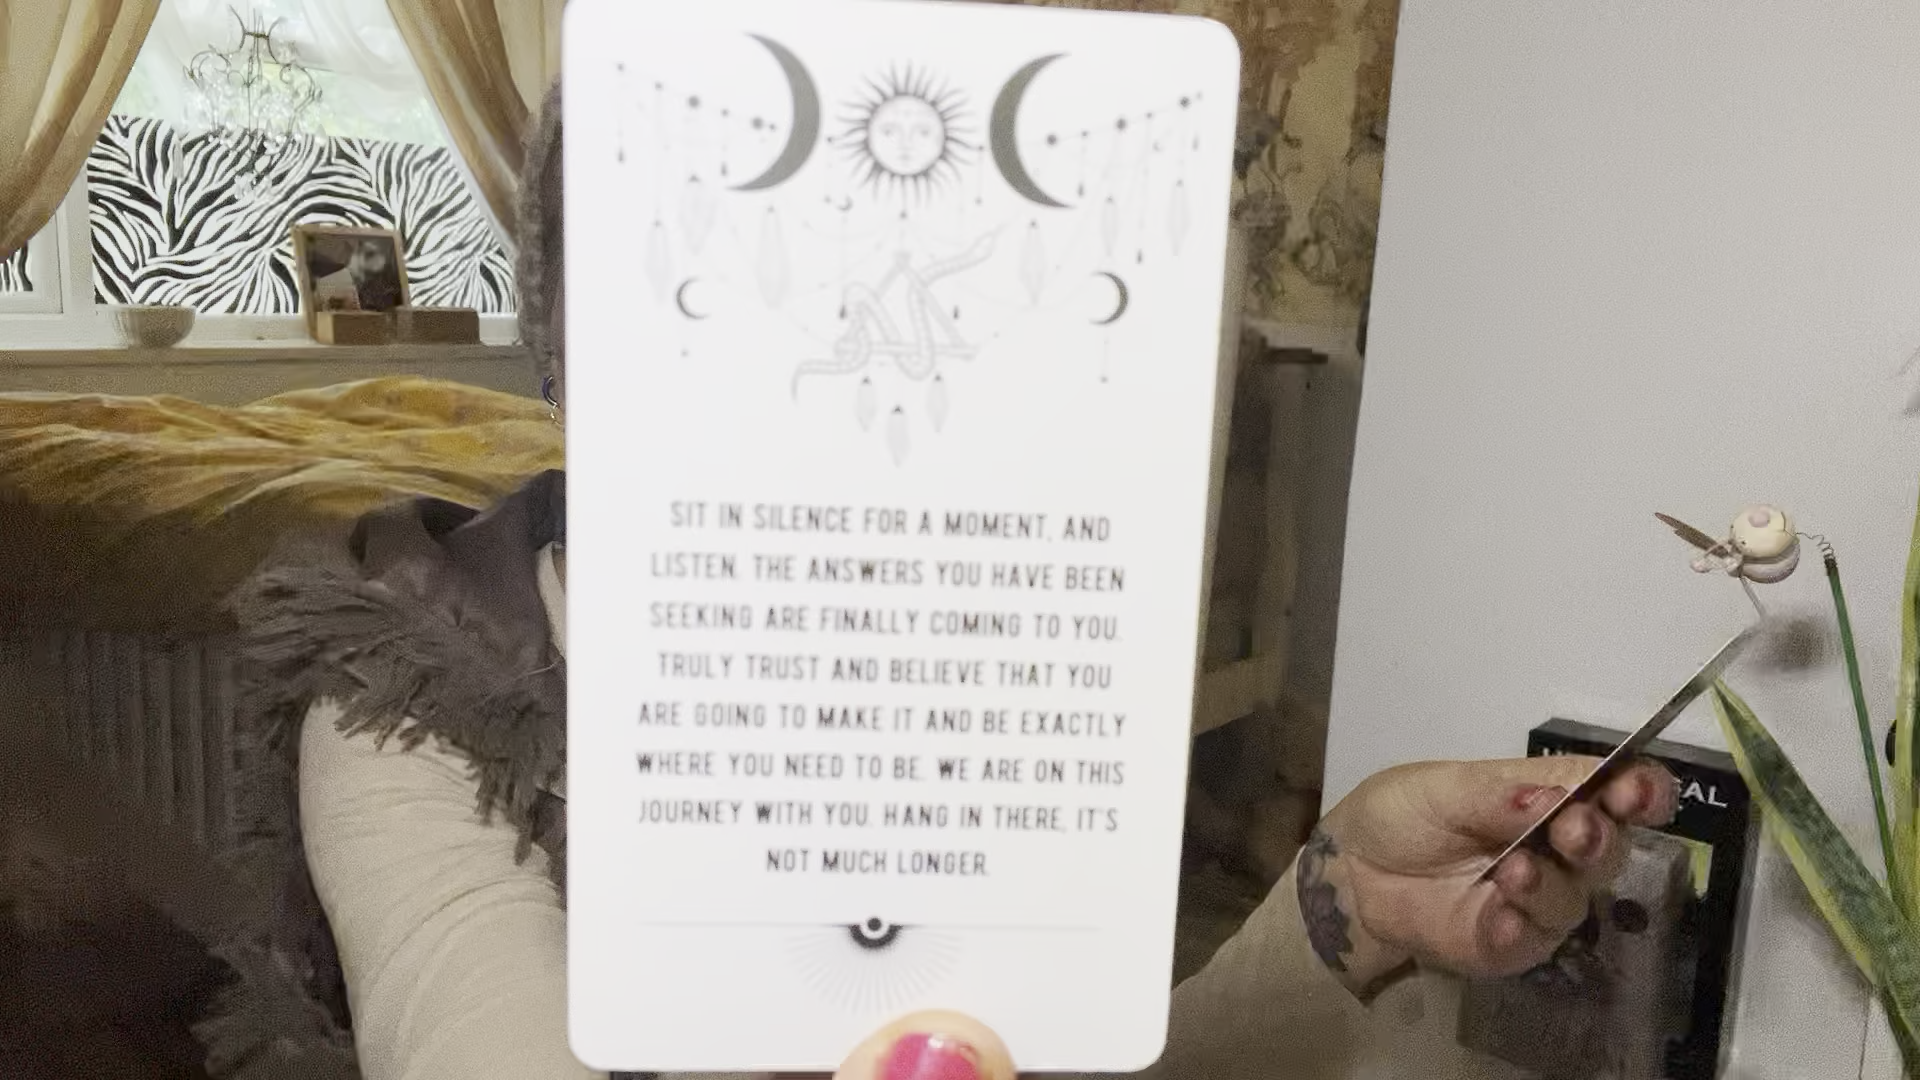 SIT IN SILENCE FOR A MOMENT, AND
LISTEN. THE ANSWERS YOU HAVE BEEN
SEEKING ARE FINALLY COMING TO YOU.
TRULY TRUST AND BELIEVE THAT YOU
ARE GOING TO MAKE IT AND BE EXACTLY
WHERE YOU NEED TO BE. WE ARE ON THIS
JOURNEY WITH YOU. HANG IN THERE, IT'S
NOT MUCH LONGER.